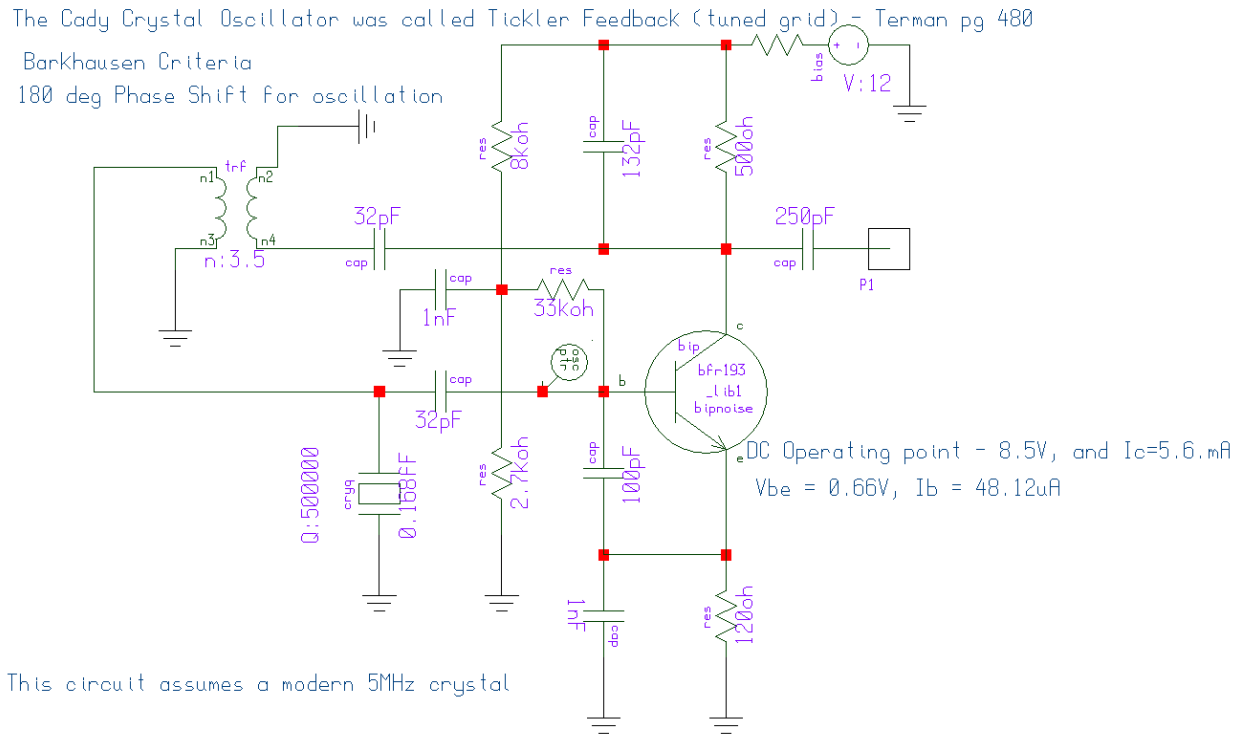 The Cady Crystal Oscillator was called Tickler Feedback (tuned grid) - Terman pg 480
Barkhausen Criteria
180 deg Phase Shift for oscillation
bias
+ -
V:12
res
8Koh
cap
132pF
res
500oh
trf
n1
n2
n3
n4
n:3.5
32pF
cap
250pF
cap
P1
cap
1nF
res
33Koh
osc
ptr
cap
32pF
b
c
e
bip
bfr193
_lib1
bipnoise
Q:500000
cryq
0.168fF
res
2.7Koh
cap
100pF
DC Operating point - 8.5V, and Ic=5.6.mA
Vbe = 0.66V, Ib = 48.12uA
1nF
cap
res
120oh
This circuit assumes a modern 5MHz crystal